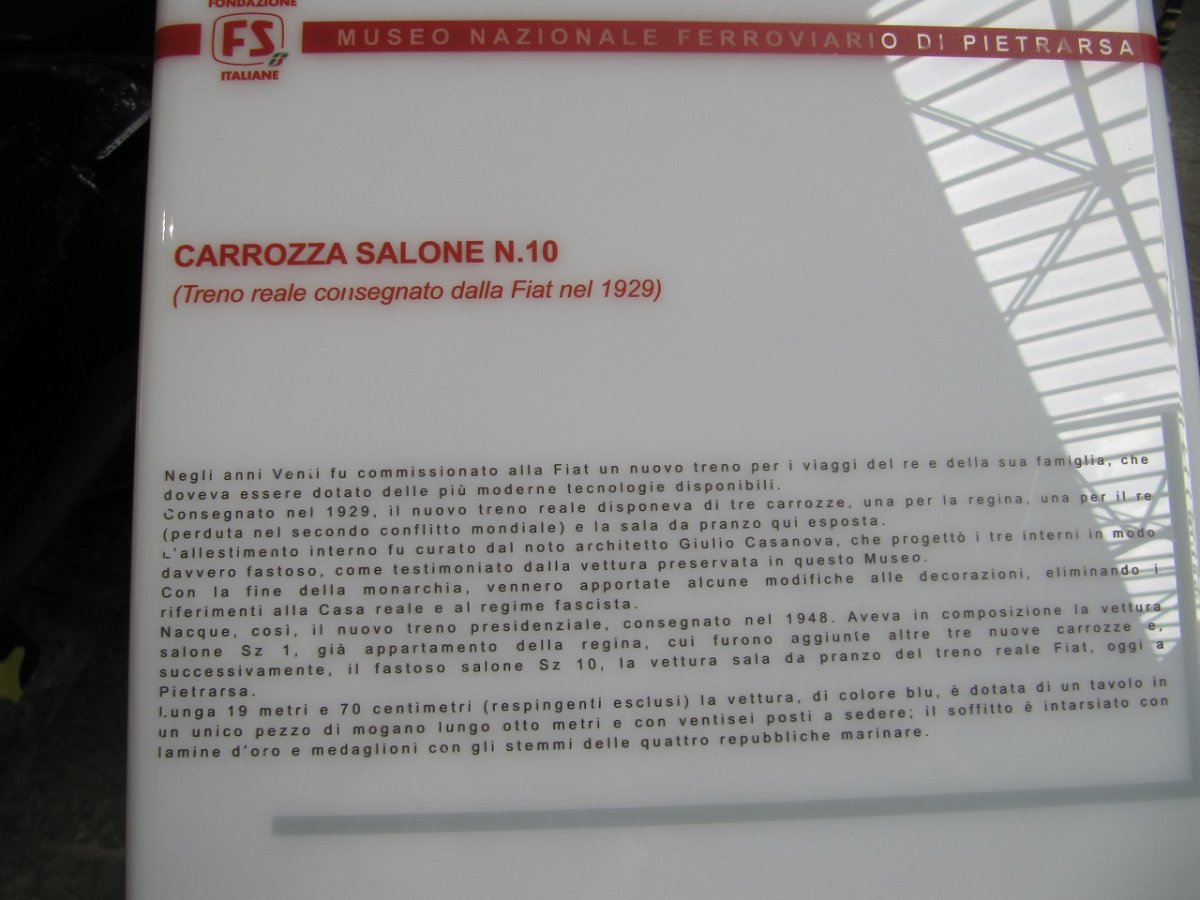 FONDAZIONE
FS
ITALIANE
MUSEO NAZIONALE FERROVIARIO DI PIETRARSA
CARROZZA SALONE N.10
(Treno reale consegnato dalla Fiat nel 1929)
Negli anni Venti fu commissionato alla Fiat un nuovo treno per i viaggi del re e della sua famiglia, che
doveva essere dotato delle più moderne tecnologie disponibili.
Consegnato nel 1929, il nuovo treno reale disponeva di tre carrozze, una per la regina, una per il re
(perduta nel secondo conflitto mondiale) e la sala da pranzo qui esposta.
L'allestimento interno fu curato dal noto architetto Giulio Casanova, che progettò i tre interni in modo
davvero fastoso, come testimoniato dalla vettura preservata in questo Museo.
Con la fine della monarchia, vennero apportate alcune modifiche alle decorazioni, eliminando i
riferimenti alla Casa reale e al regime fascista.
Nacque, così, il nuovo treno presidenziale, consegnato nel 1948. Aveva in composizione la vettura
salone Sz 1, già appartamento della regina, cui furono aggiunte altre tre nuove carrozze e,
successivamente, il fastoso salone Sz 10, la vettura sala da pranzo del treno reale Fiat, oggi a
Pietrarsa.
Lunga 19 metri e 70 centimetri (respingenti esclusi) la vettura, di colore blu, è dotata di un tavolo in
un unico pezzo di mogano lungo otto metri e con ventisei posti a sedere; il soffitto è intarsiato con
lamine d'oro e medaglioni con gli stemmi delle quattro repubbliche marinare.